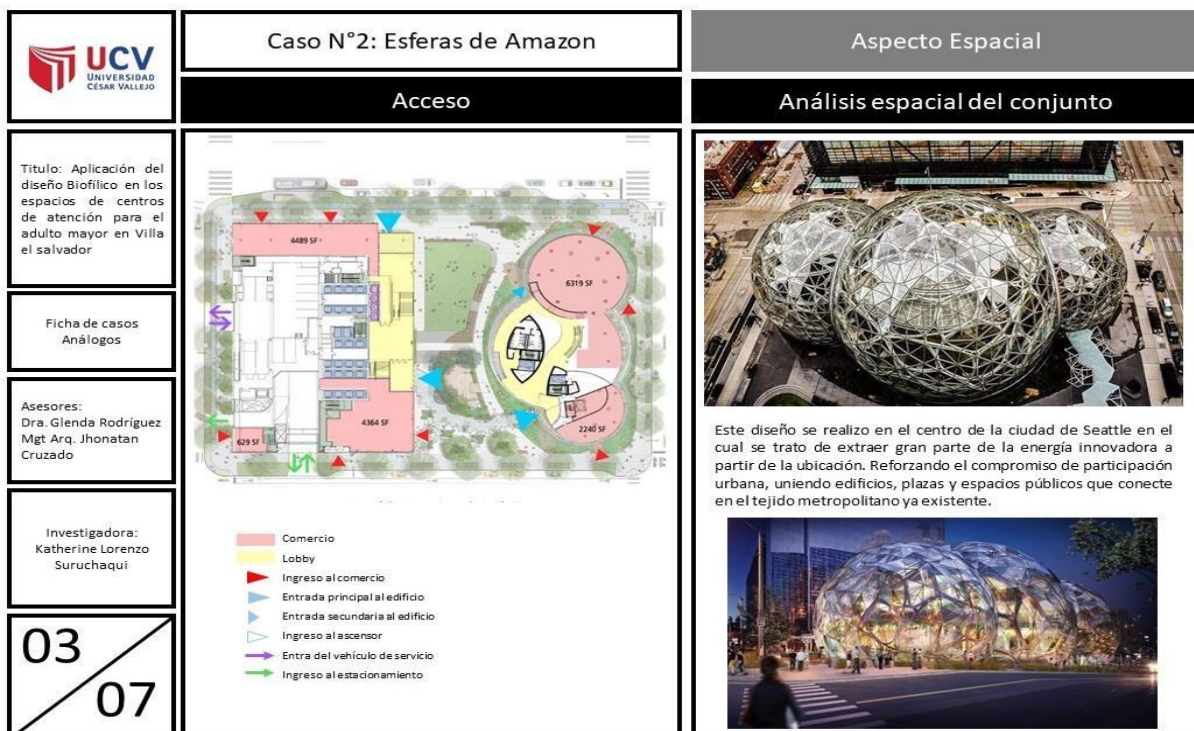 UCV
UNIVERSIDAD
CÉSAR VALLEJO
Titulo: Aplicación del
diseño Biofílico en los
espacios de centros
de atención para el
adulto mayor en Villa
el salvador
Ficha de casos
Análogos
Asesores:
Dra. Glenda Rodríguez
Mgt Arq. Jhonatan
Cruzado
Investigadora:
Katherine Lorenzo
Suruchaqui
03
07
Caso N°2: Esferas de Amazon
Acceso
4489 SF
6319 SF
4364 SF
629 SF
2240 SF
Comercio
Lobby
Ingreso al comercio
Entrada principal al edificio
Entrada secundaria al edificio
Ingreso al ascensor
Entra del vehículo de servicio
Ingreso al estacionamiento
Aspecto Espacial
Análisis espacial del conjunto
Este diseño se realizo en el centro de la ciudad de Seattle en el
cual se trato de extraer gran parte de la energía innovadora a
partir de la ubicación. Reforzando el compromiso de participación
urbana, uniendo edificios, plazas y espacios públicos que conecte
en el tejido metropolitano ya existente.